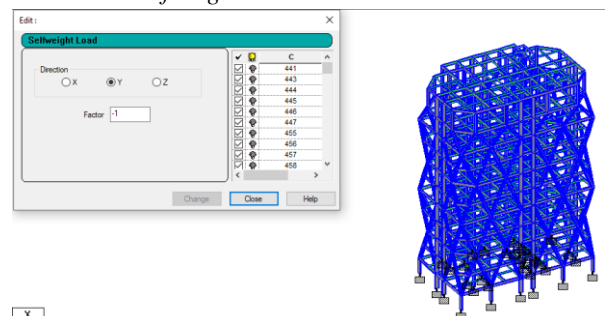 Edit :
Selfweight Load
C
Direction
X Y Z
Factor -1
441
443
444
445
446
447
455
456
457
458
Change Close Help
X